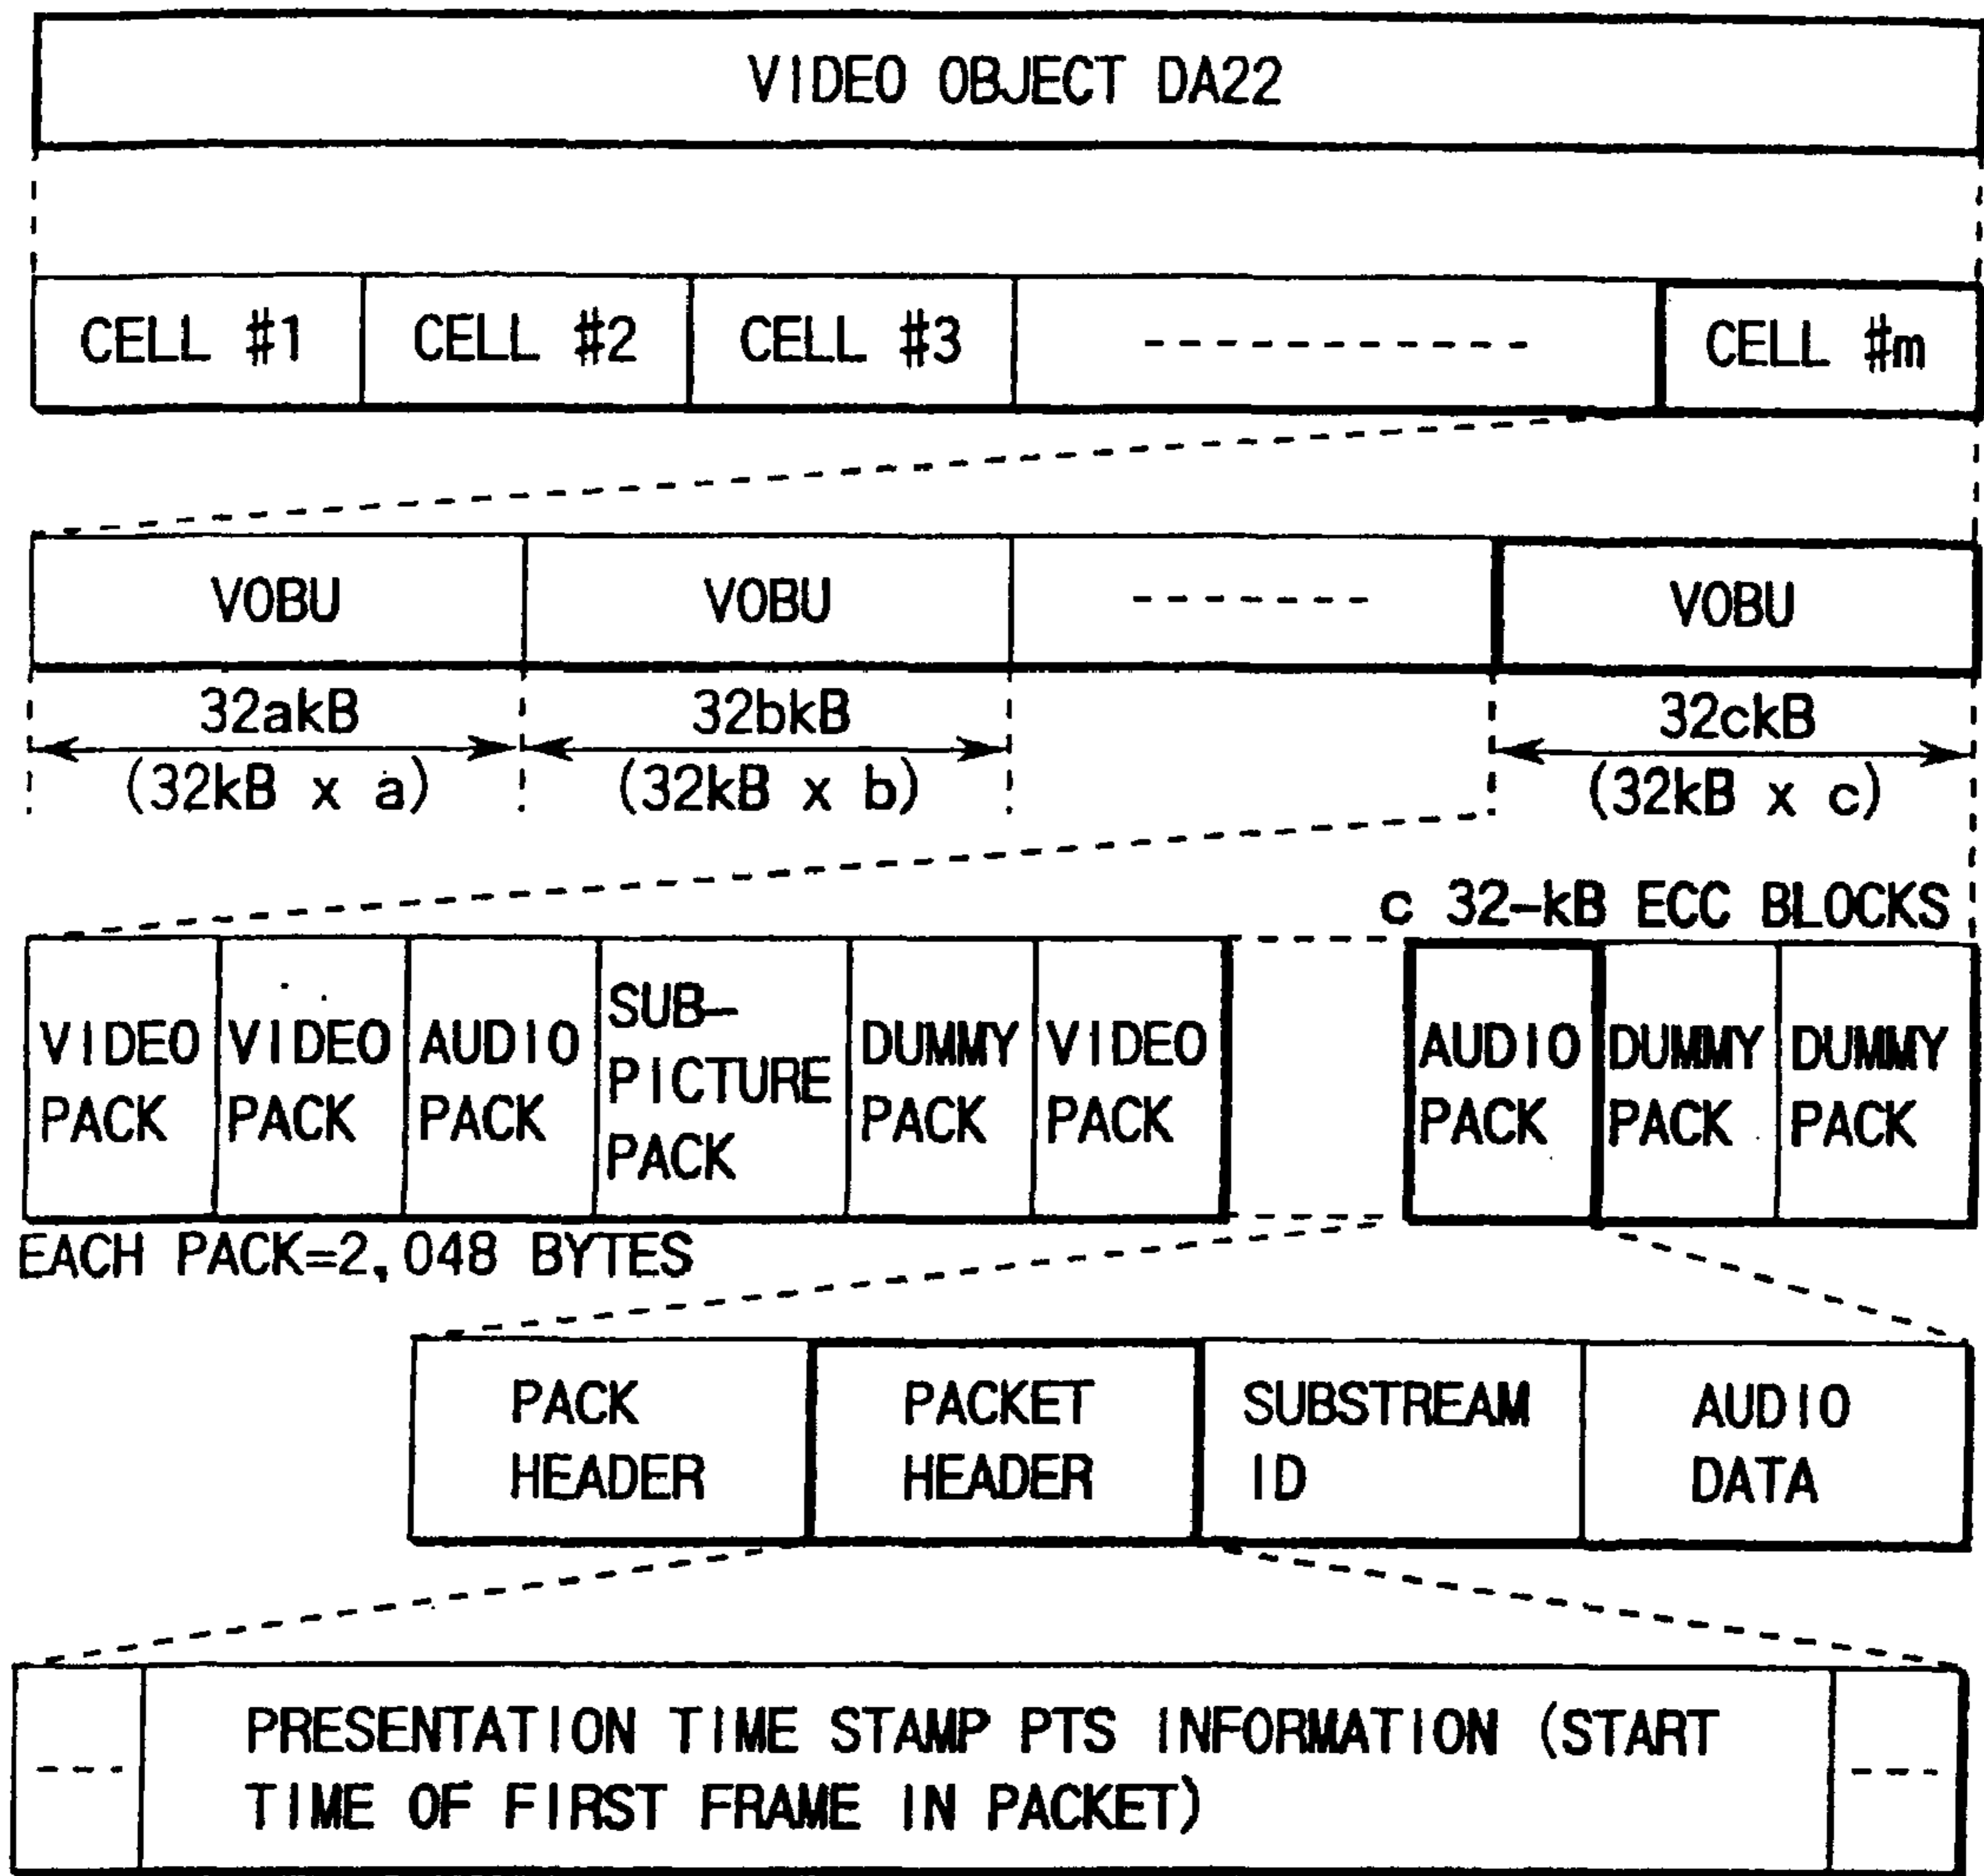 VIDEO OBJECT DA22
CELL #1
CELL #2
CELL #3
CELL #m
VOBU
VOBU
VOBU
32akB
(32kB x a)
32bkB
(32kB x b)
32ckB
(32kB x c)
c 32-kB ECC BLOCKS
VIDEO
PACK
VIDEO
PACK
AUDIO
PACK
SUB-
PICTURE
PACK
DUMMY
PACK
VIDEO
PACK
AUDIO
PACK
DUMMY
PACK
DUMMY
PACK
EACH PACK=2,048 BYTES
PACK
HEADER
PACKET
HEADER
SUBSTREAM
ID
AUDIO
DATA
PRESENTATION TIME STAMP PTS INFORMATION (START
TIME OF FIRST FRAME IN PACKET)